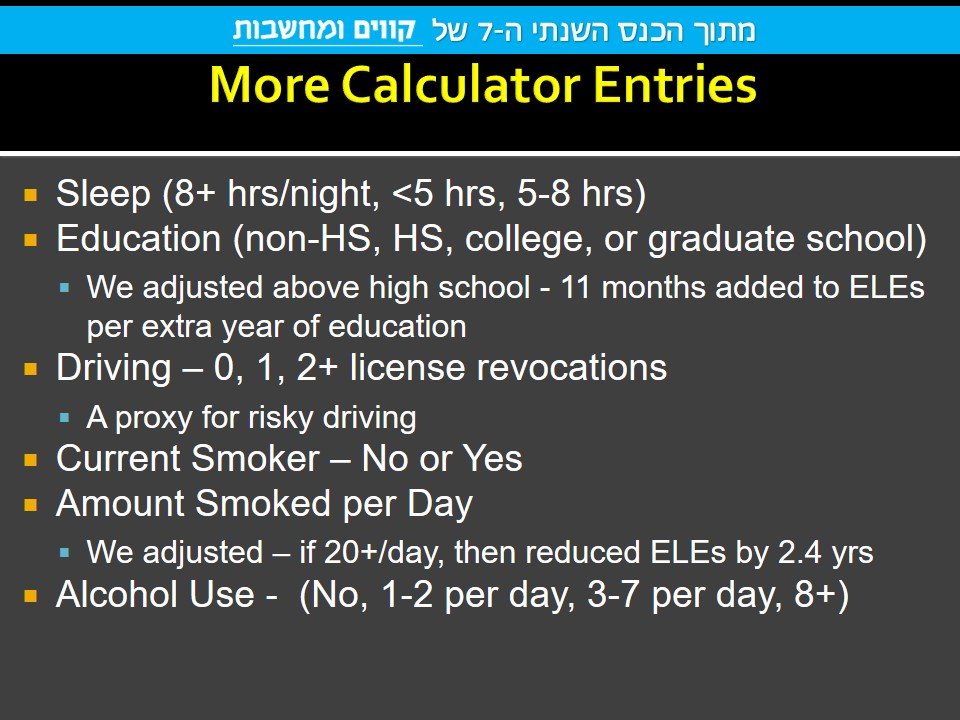 מתוך הכנס השנתי ה-7 של קווים ומחשבות
More Calculator Entries
Sleep (8+ hrs/night, <5 hrs, 5-8 hrs)
Education (non-HS, HS, college, or graduate school)
We adjusted above high school - 11 months added to ELEs
per extra year of education
Driving – 0, 1, 2+ license revocations
A proxy for risky driving
Current Smoker – No or Yes
Amount Smoked per Day
We adjusted – if 20+/day, then reduced ELEs by 2.4 yrs
Alcohol Use -  (No, 1-2 per day, 3-7 per day, 8+)